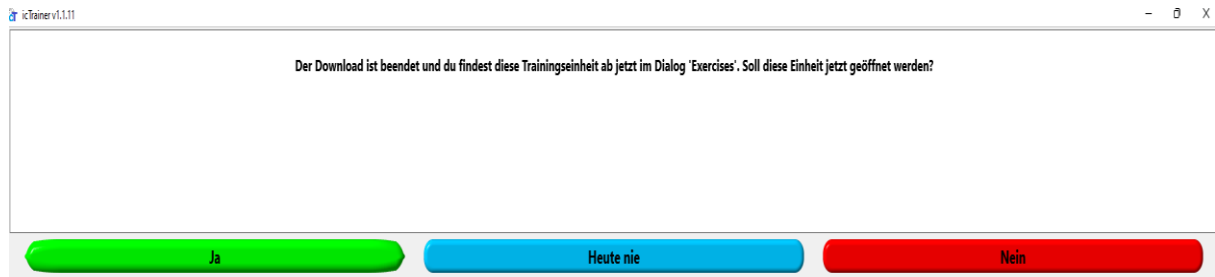 icTrainer v1.1.11
Der Download ist beendet und du findest diese Trainingseinheit ab jetzt im Dialog 'Exercises'. Soll diese Einheit jetzt geöffnet werden?
Ja
Heute nie
Nein